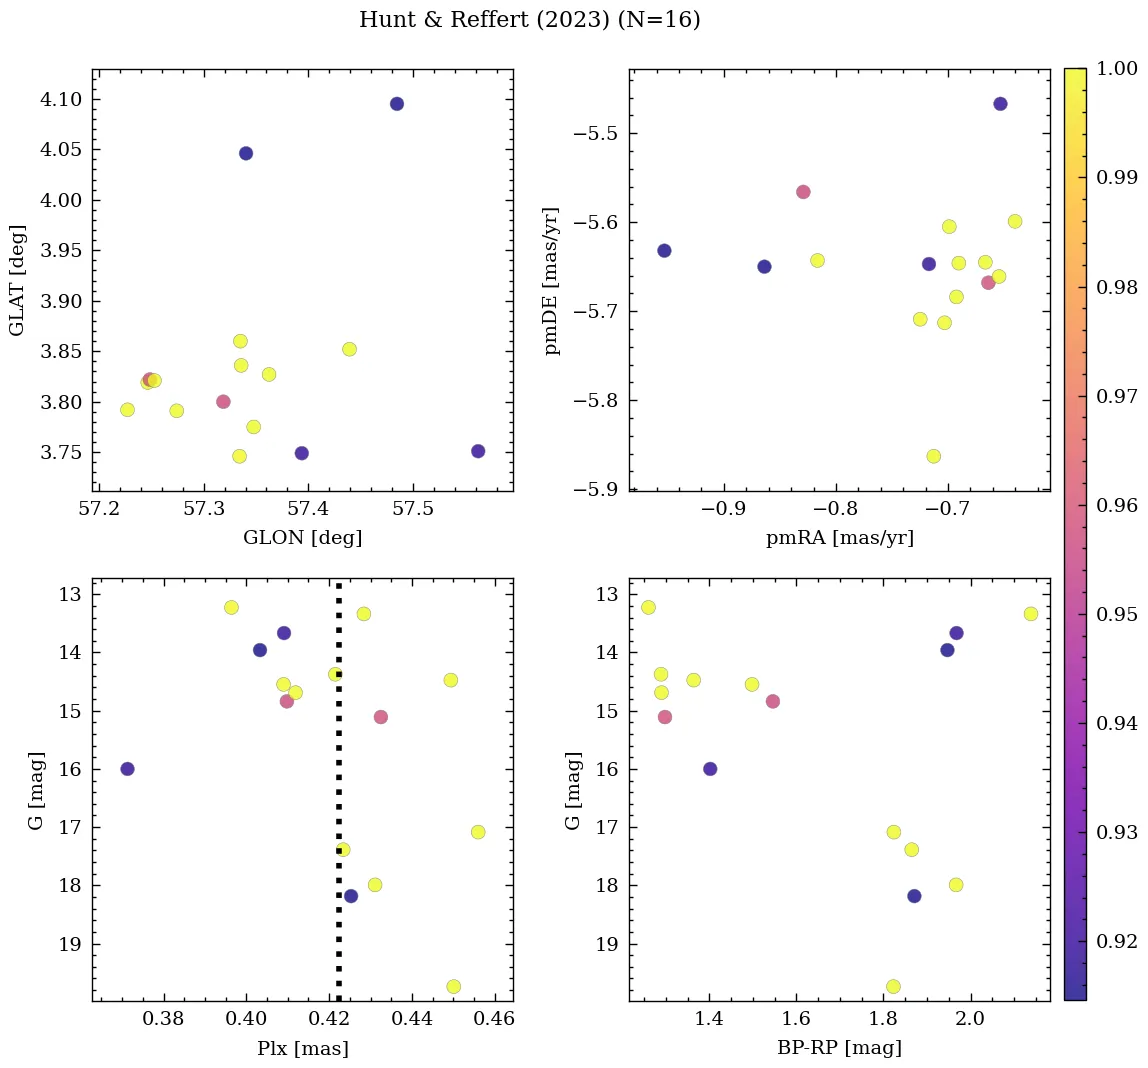 Hunt & Reffert (2023) (N=16)
4.10
4.05
4.00
3.95
3.90
3.85
3.80
3.75
GLAT [deg]
57.2 57.3 57.4 57.5
GLON [deg]
−5.5
−5.6
−5.7
−5.8
−5.9
pmDE [mas/yr]
−0.9 −0.8 −0.7
pmRA [mas/yr]
1.00
0.99
0.98
0.97
0.96
0.95
0.94
0.93
0.92
13
14
15
16
17
18
19
G [mag]
0.38 0.40 0.42 0.44 0.46
Plx [mas]
13
14
15
16
17
18
19
G [mag]
1.4 1.6 1.8 2.0
BP-RP [mag]